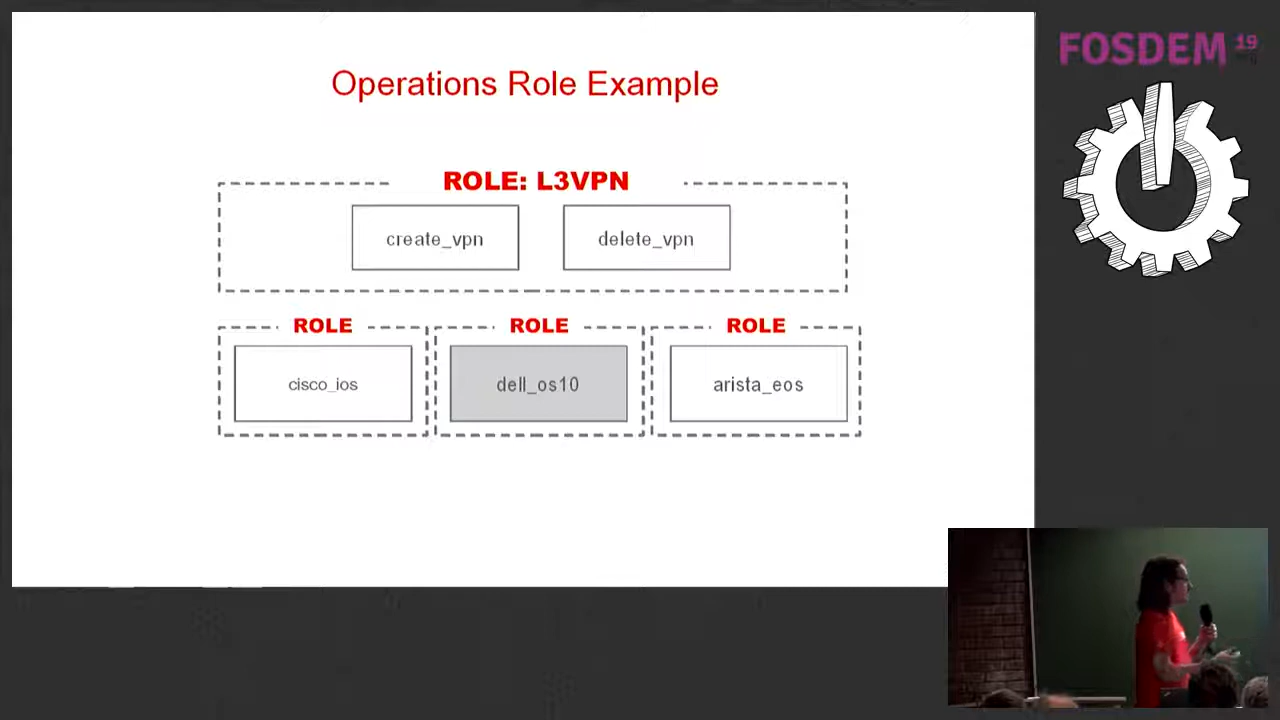 FOSDEM 19
Operations Role Example
ROLE: L3VPN
create_vpn
delete_vpn
ROLE
ROLE
ROLE
cisco_ios
dell_os10
arista_eos